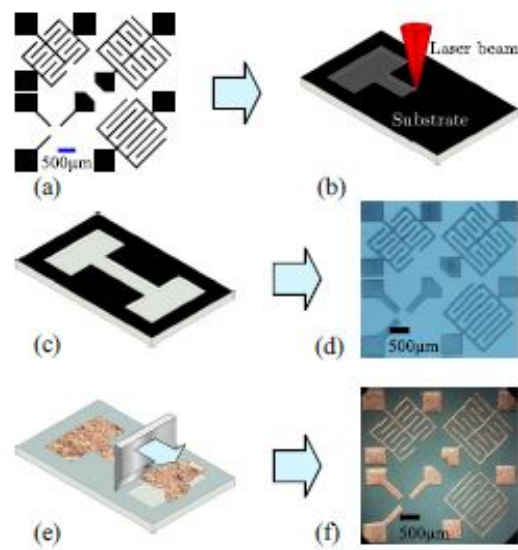 Laser beam
Substrate
500μm
(a)
(b)
500μm
(c)
(d)
500μm
(e)
(f)